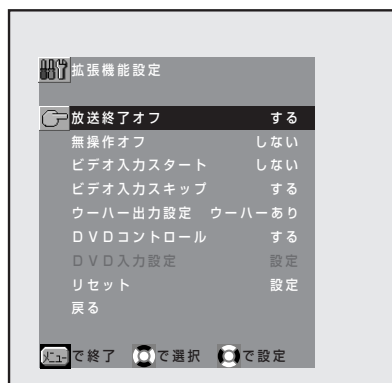 拡張機能設定
放送終了オフ する
無操作オフ しない
ビデオ入力スタート しない
ビデオ入力スキップ する
ウーハー出力設定 ウーハーあり
DVDコントロール する
DVD入力設定 設定
リセット 設定
戻る
メニューで終了 で選択 で設定